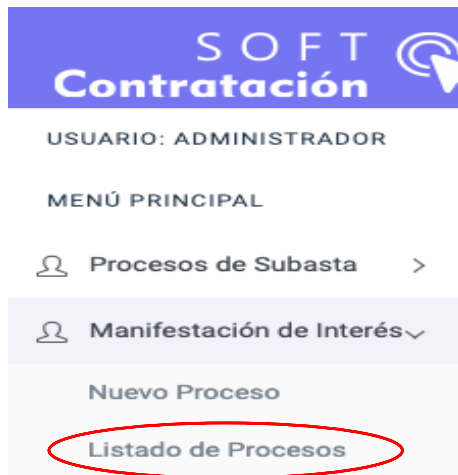 SOFT
Contratación
USUARIO: ADMINISTRADOR
MENÚ PRINCIPAL
Procesos de Subasta
Manifestación de Interés
Nuevo Proceso
Listado de Procesos